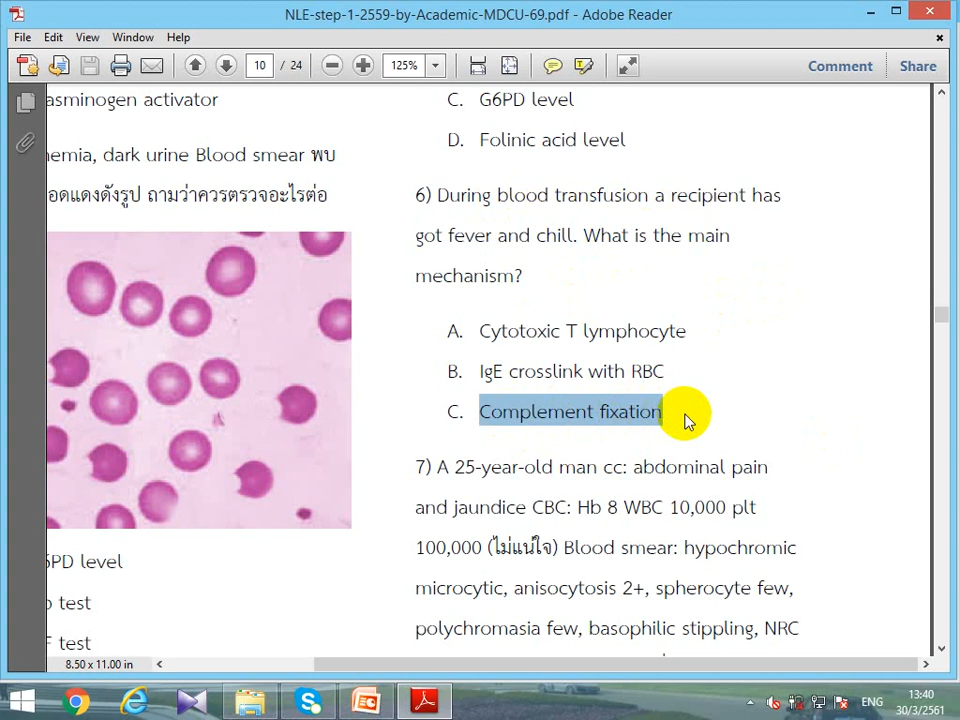 NLE-step-1-2559-by-Academic-MDCU-69.pdf - Adobe Reader
File Edit View Window Help
10 / 24 125% Comment Share
asminogen activator
emia, dark urine Blood smear พบ
อดแดงดังรูป ถามว่าควรตรวจอะไรต่อ
PD level
test
test
C. G6PD level
D. Folinic acid level
6) During blood transfusion a recipient has
got fever and chill. What is the main
mechanism?
A. Cytotoxic T lymphocyte
B. IgE crosslink with RBC
C. Complement fixation
7) A 25-year-old man cc: abdominal pain
and jaundice CBC: Hb 8 WBC 10,000 plt
100,000 (ไม่แน่ใจ) Blood smear: hypochromic
microcytic, anisocytosis 2+, spherocyte few,
polychromasia few, basophilic stippling, NRC
8.50 x 11.00 in
ENG
13:40
30/3/2561